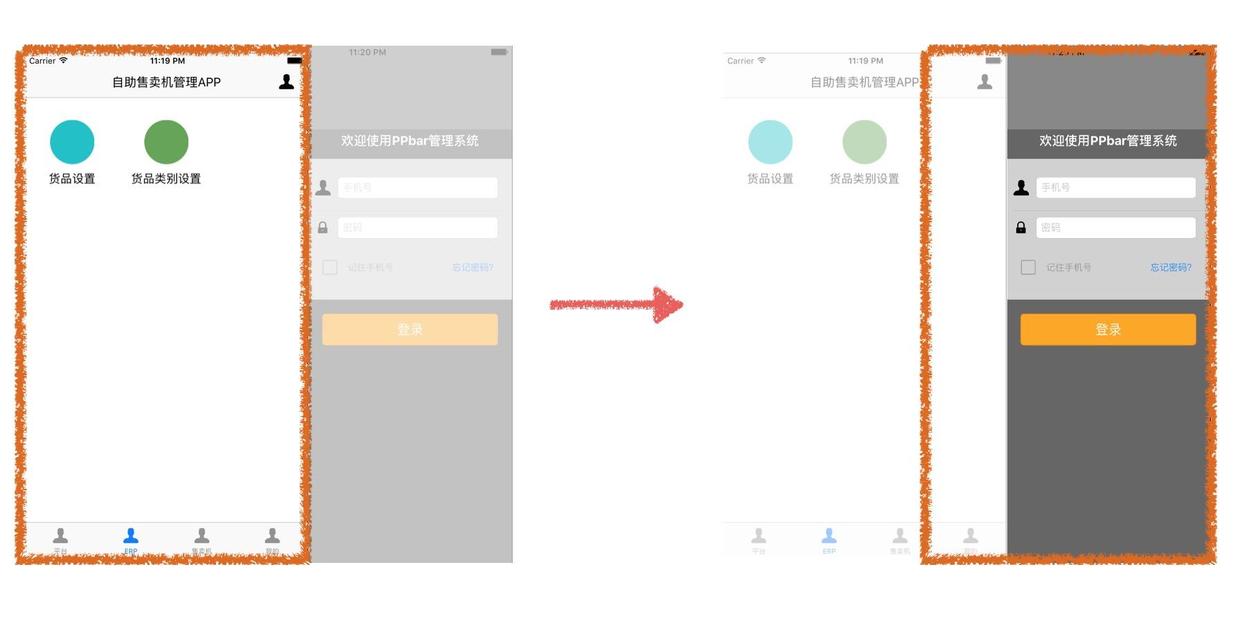 Carrier 11:19 PM
自助售卖机管理APP
货品设置 货品类别设置
平台 ERP 售卖机 我的
11:20 PM
欢迎使用PPbar管理系统
手机号
密码
记住手机号 忘记密码?
登录
Carrier 11:19 PM
自助售卖机管理APP
货品设置 货品类别设置
平台 ERP 售卖机 我的
欢迎使用PPbar管理系统
手机号
密码
记住手机号 忘记密码?
登录